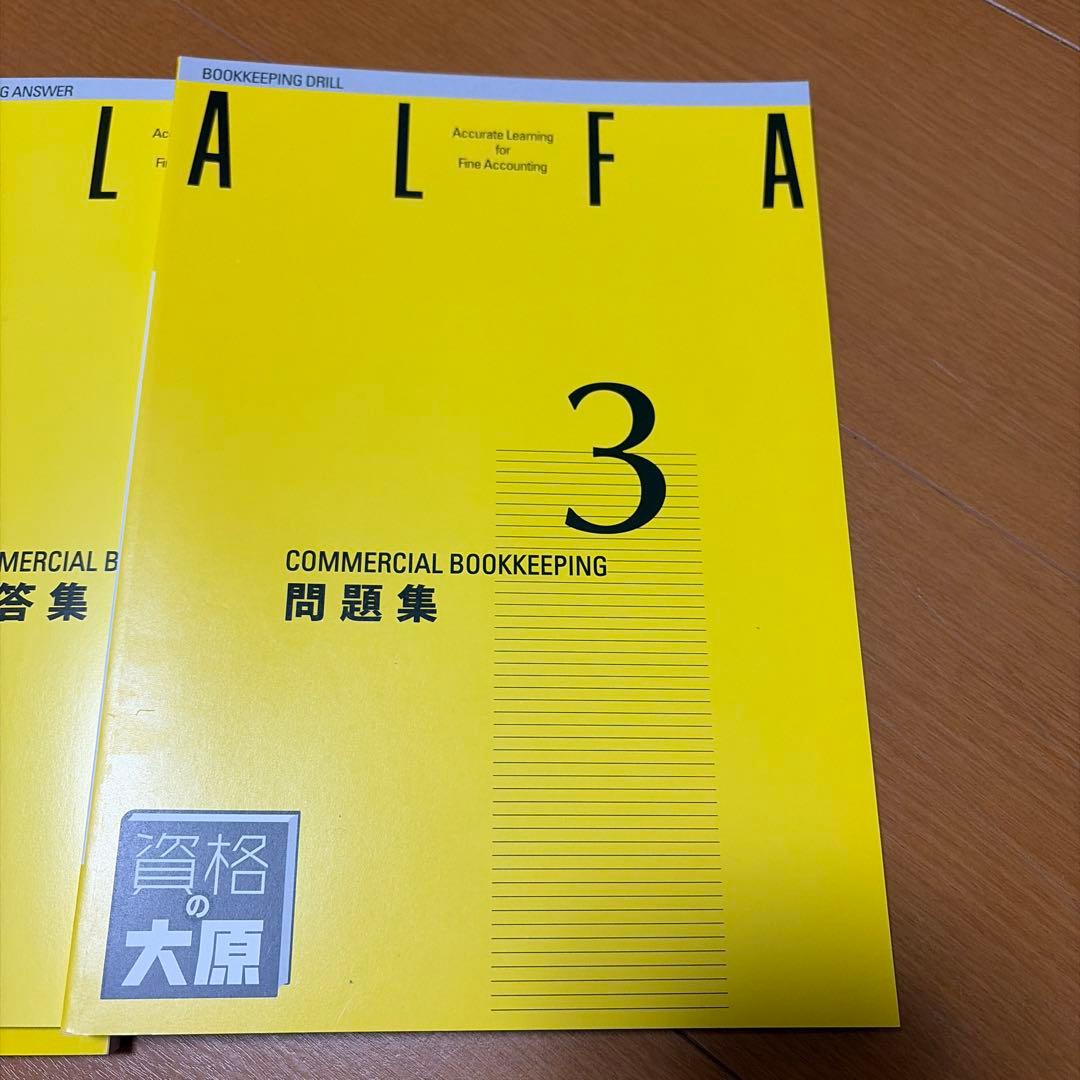 G ANSWER
L
Ac
Fi
MERCIAL B
答集
BOOKKEEPING DRILL
A L F A
Accurate Learning
for
Fine Accounting
3
COMMERCIAL BOOKKEEPING
問題集
資格
の
大原